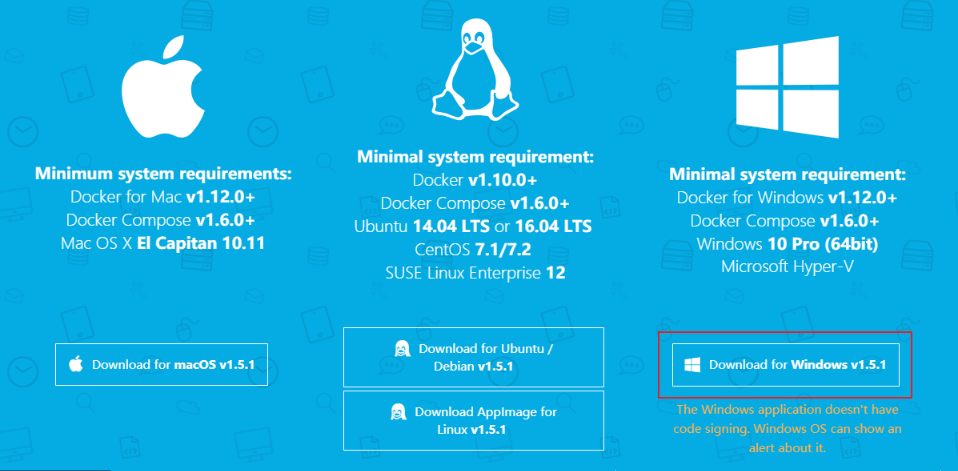 Minimum system requirements:
Docker for Mac v1.12.0+
Docker Compose v1.6.0+
Mac OS X El Capitan 10.11
Download for macOS v1.5.1
Minimal system requirement:
Docker v1.10.0+
Docker Compose v1.6.0+
Ubuntu 14.04 LTS or 16.04 LTS
CentOS 7.1/7.2
SUSE Linux Enterprise 12
Download for Ubuntu /
Debian v1.5.1
Download AppImage for
Linux v1.5.1
Minimal system requirement:
Docker for Windows v1.12.0+
Docker Compose v1.6.0+
Windows 10 Pro (64bit)
Microsoft Hyper-V
Download for Windows v1.5.1
The Windows application doesn't have
code signing. Windows OS can show an
alert about it.